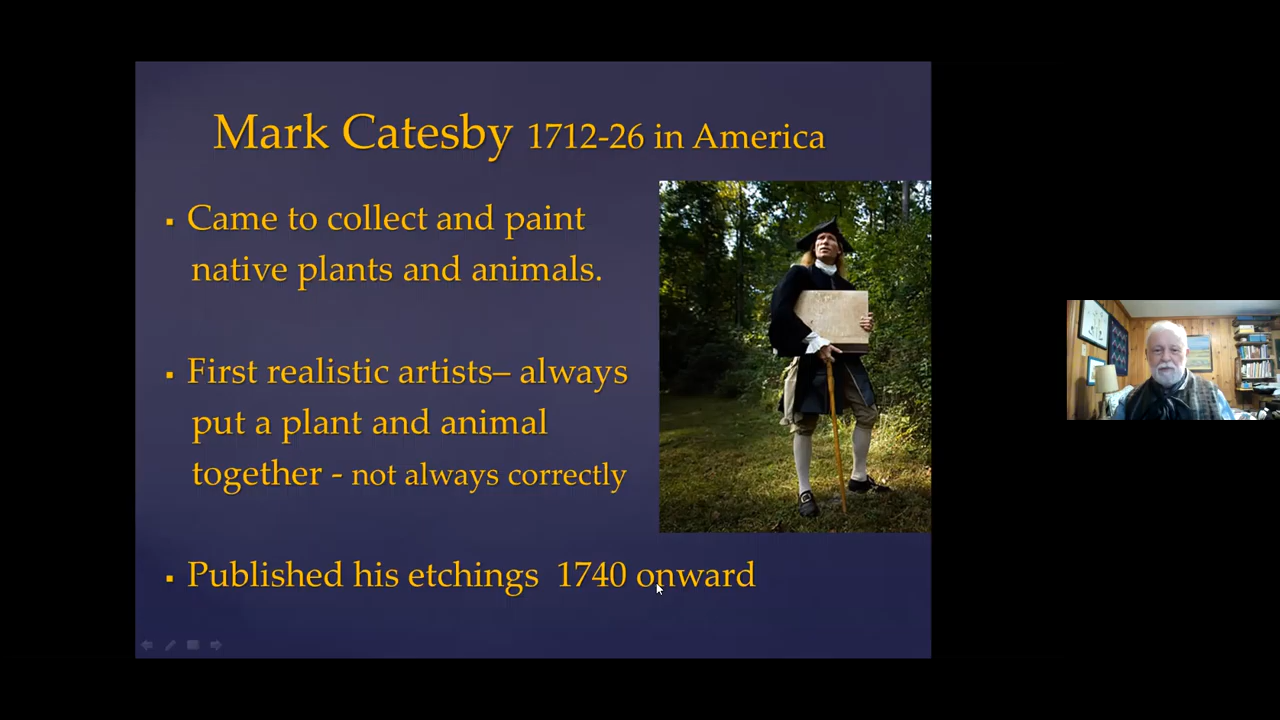 Mark Catesby 1712-26 in America
▪ Came to collect and paint
native plants and animals.
▪ First realistic artists– always
put a plant and animal
together - not always correctly
▪ Published his etchings 1740 onward